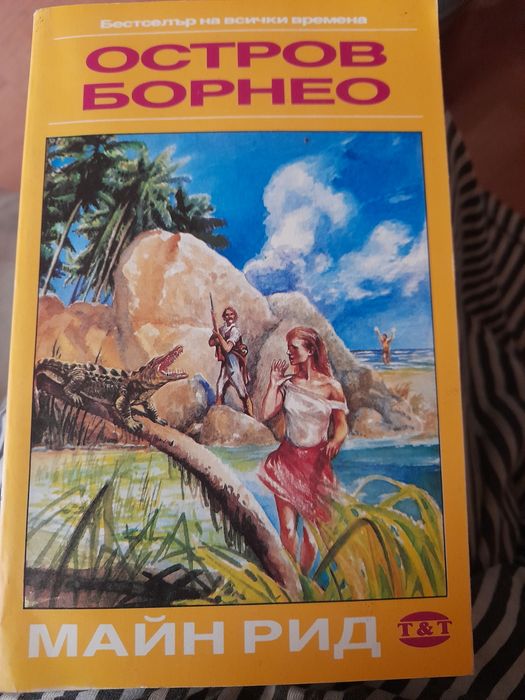 Бестселър на всички времена
ОСТРОВ
БОРНЕО
МАЙН РИД
T&T